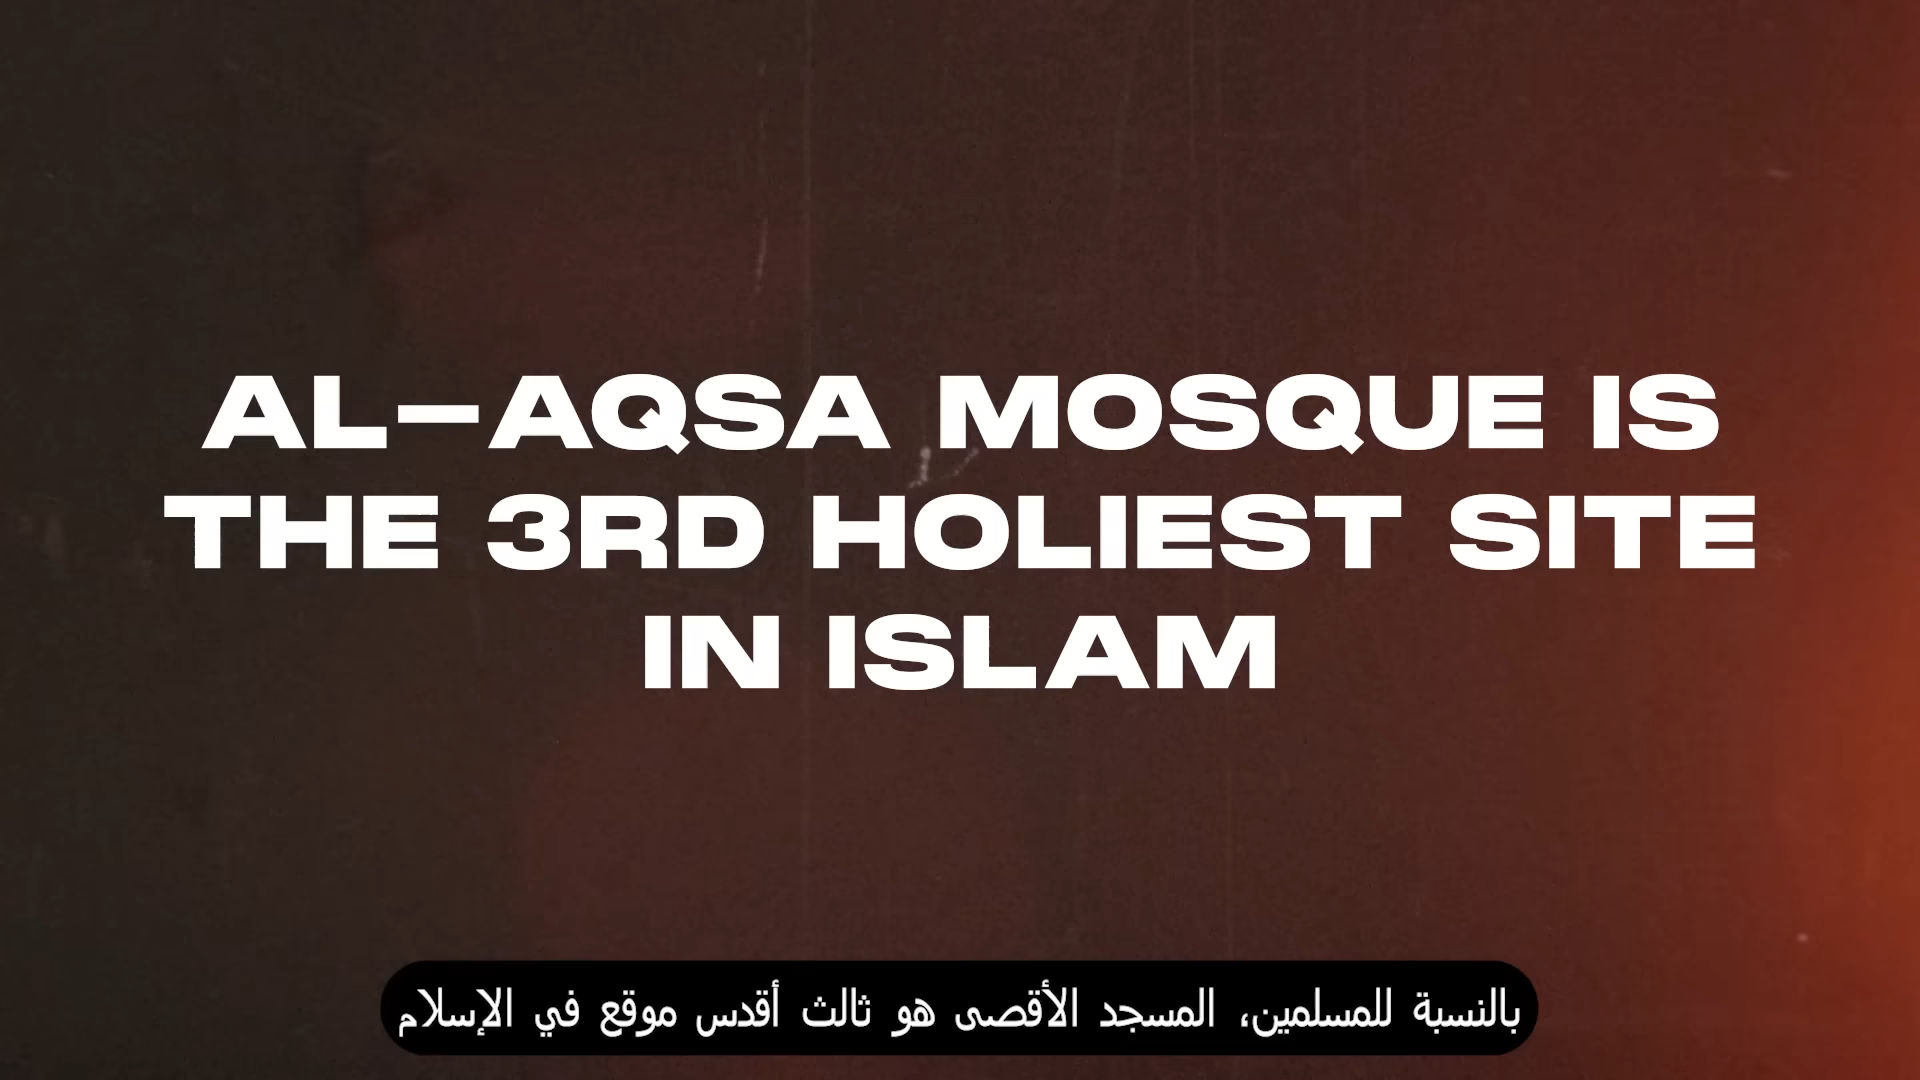 AL-AQSA MOSQUE IS
THE 3RD HOLIEST SITE
IN ISLAM
بالنسبة للمسلمين، المسجد الأقصى هو ثالث أقدس موقع في الإسلام